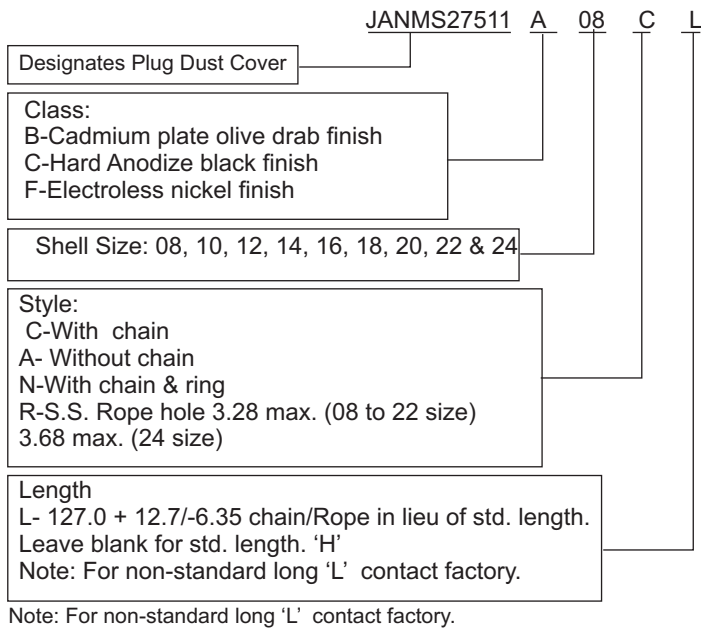 JANMS27511 A 08 C L
Designates Plug Dust Cover
Class:
B-Cadmium plate olive drab finish
C-Hard Anodize black finish
F-Electroless nickel finish
Shell Size: 08, 10, 12, 14, 16, 18, 20, 22 & 24
Style:
C-With chain
A- Without chain
N-With chain & ring
R-S.S. Rope hole 3.28 max. (08 to 22 size)
3.68 max. (24 size)
Length
L- 127.0 + 12.7/-6.35 chain/Rope in lieu of std. length.
Leave blank for std. length. ‘H’
Note: For non-standard long ‘L’ contact factory.
Note: For non-standard long ‘L’ contact factory.